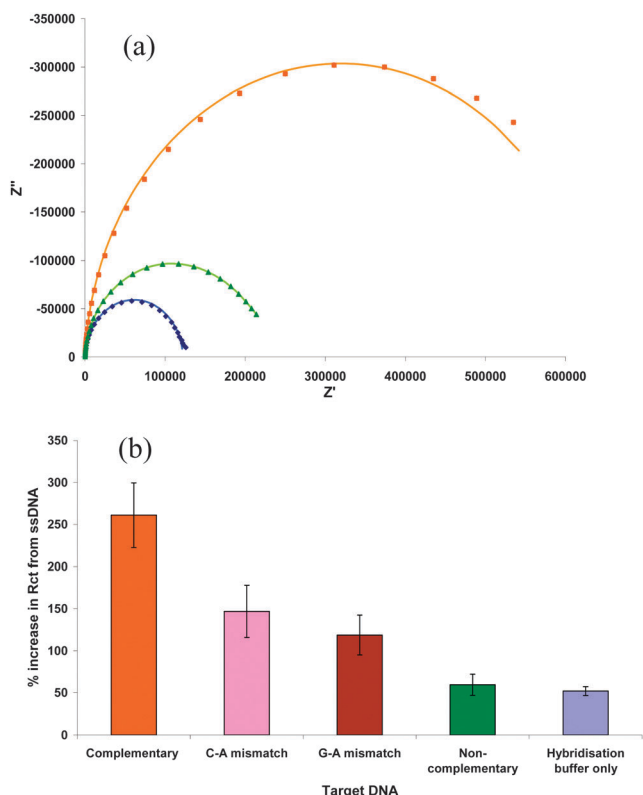 (a)
-350000
-300000
-250000
-200000
-150000
-100000
-50000
0
Z''
0 100000 200000 300000 400000 500000 600000
Z'
(b)
350
300
250
200
150
100
50
0
% increase in Rct from ssDNA
Complementary C-A mismatch G-A mismatch Non-complementary Hybridisation buffer only
Target DNA